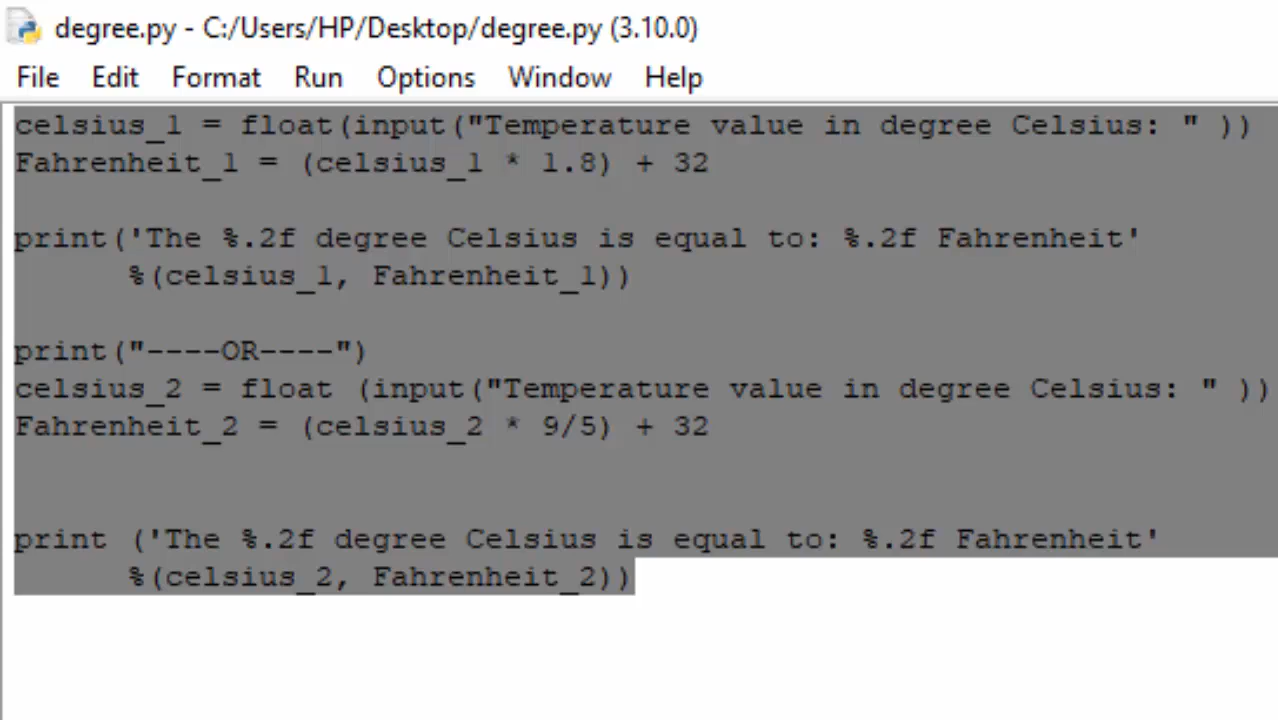 degree.py - C:/Users/HP/Desktop/degree.py (3.10.0)
File Edit Format Run Options Window Help
celsius_1 = float(input("Temperature value in degree Celsius: " ))
Fahrenheit_1 = (celsius_1 * 1.8) + 32
print('The %.2f degree Celsius is equal to: %.2f Fahrenheit'
%(celsius_1, Fahrenheit_1))
print("----OR----")
celsius_2 = float (input("Temperature value in degree Celsius: " ))
Fahrenheit_2 = (celsius_2 * 9/5) + 32
print ('The %.2f degree Celsius is equal to: %.2f Fahrenheit'
%(celsius_2, Fahrenheit_2))